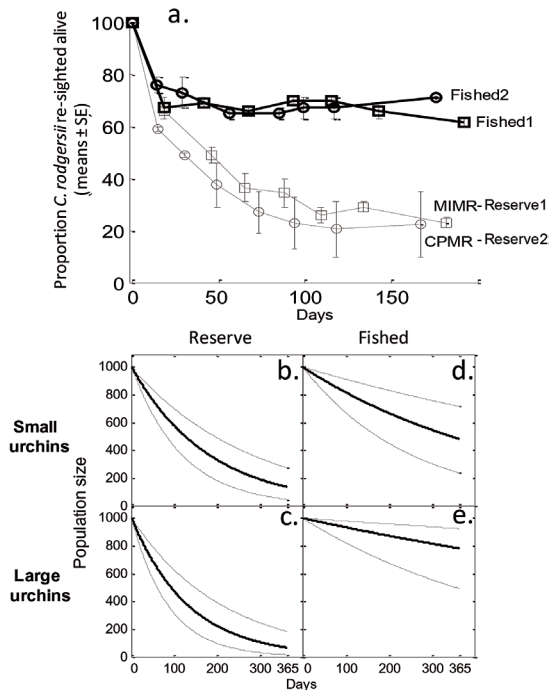 a.
Proportion C. rodgersii re-sighted alive
(means ± SE)
100
80
60
40
20
0
Fished2
Fished1
MIMR-Reserve1
CPMR -Reserve2
0 50 100 150
Days
Reserve Fished
Small
urchins
Large
urchins
Population size
b.
1000
800
600
400
200
0
d.
c.
1000
800
600
400
200
0
0 100 200 300 365
e.
0 100 200 300 365
Days